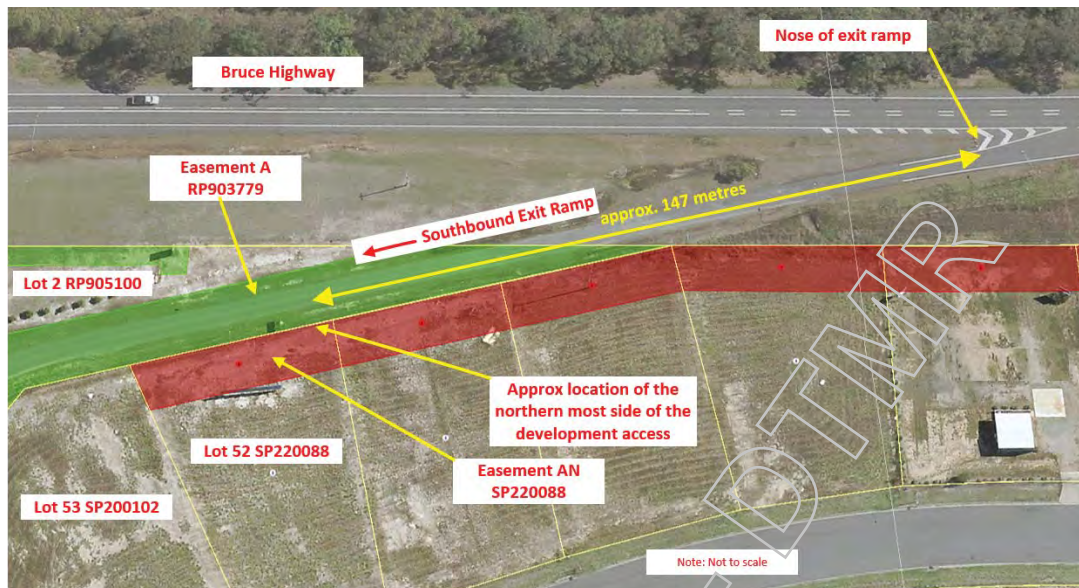 Nose of exit ramp
Bruce Highway
Easement A
RP903779
Southbound Exit Ramp
approx. 147 metres
Lot 2 RP905100
Approx location of the
northern most side of the
development access
Lot 52 SP220088
Easement AN
SP220088
Lot 53 SP200102
Note: Not to scale
D TMR